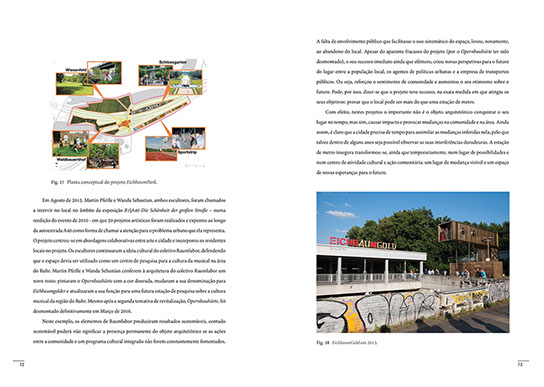 Wiesenfeld
Schlossgarten
Waldbauernhof
Sporttrip
Fig. 27 Planta conceptual do projeto EichbaumPark.
Em Agosto de 2013, Martin Pfeifle e Wanda Sebastian, ambos escultores, foram chamados
a intervir no local no âmbito da exposição B1|A40 Die Schönheit der großen Straße – numa
reedição do evento de 2010 - em que 20 projetos artísticos foram realizados e expostos ao longo
da autoestrada A40 como forma de chamar a atenção para o problema urbano que ela representa.
O projeto centrou-se em abordagens colaborativas entre arte e cidade e incorporou os residentes
locais no projeto. Os escultores continuaram a ideia cultural do coletivo Raumlabor, defendendo
que o espaço devia ser utilizado como um centro de pesquisa para a cultura da musical na área
do Ruhr. Martin Pfeifle e Wanda Sebastian conferem à arquitetura do coletivo Raumlabor um
novo rosto: pintaram o Opernbauhütte com a cor dourada, mudaram a sua denominação para
Eichbaumgolder e atualizaram a sua função para uma futura estação de pesquisa sobre a cultura
musical da região do Ruhr. Mesmo após a segunda tentativa de revitalização, Opernbauhütte, foi
desmontado definitivamente em Março de 2016.
Neste exemplo, os elementos de Raumlabor produziram resultados sustentáveis, contudo
sustentável poderá não significar a presença permanente do objeto arquitetónico se as ações
entre a comunidade e um programa cultural integrado não forem constantemente fomentados.
72
A falta de envolvimento público que facilitasse o uso sistemático do espaço, levou, novamente,
ao abandono do local. Apesar do aparente fracasso do projeto (por o Opernbauhütte ter sido
desmontado), o seu sucesso imediato ainda que efémero, criou novas perspetivas para o futuro
do lugar entre a população local, os agentes de políticas urbanas e a empresa de transportes
públicos. Ou seja, reforçou o sentimento de comunidade e aumentou o seu otimismo sobre o
futuro. Pode, por isso, dizer-se que o projeto teve sucesso, na exata medida em que atingiu os
seus objetivos: provar que o local pode ser mais do que uma estação de metro.
Com efeito, nestes projetos o importante não é o objeto arquitetónico conquistar o seu
lugar no tempo, mas sim, causar impacto e provocar mudanças na comunidade e na área. Ainda
assim, é claro que a cidade precisa de tempo para assimilar as mudanças inferidas nela, pelo que
talvez dentro de alguns anos seja possível observar as suas interferências duradouras. A estação
de metro insegura transformou-se, ainda que temporariamente, num lugar de possibilidades e
num centro de atividade cultural e ação comunitária: um lugar de mudança visível e um espaço
de novas esperanças para o futuro.
EICHBAUMGOLD
Fig. 28 EichbaumGold em 2013.
73